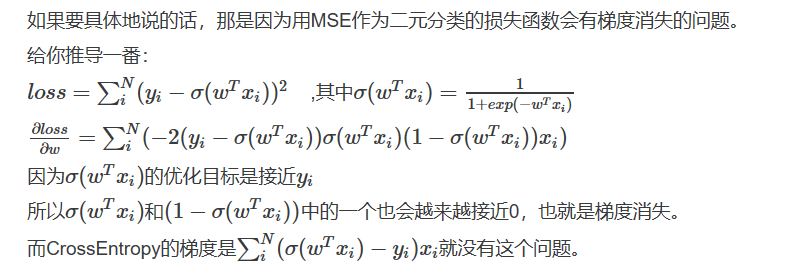 如果要具体地说的话，那是因为用MSE作为二元分类的损失函数会有梯度消失的问题。
给你推导一番：
$loss = \sum_i^N (y_i - \sigma(w^T x_i))^2$ ,其中$\sigma(w^T x_i) = \frac{1}{1+exp(-w^T x_i)}$
$\frac{\partial loss}{\partial w} = \sum_i^N (-2(y_i - \sigma(w^T x_i))\sigma(w^T x_i)(1 - \sigma(w^T x_i))x_i)$
因为$\sigma(w^T x_i)$的优化目标是接近$y_i$
所以$\sigma(w^T x_i)$和$(1 - \sigma(w^T x_i))$中的一个也会越来越接近0，也就是梯度消失。
而CrossEntropy的梯度是$\sum_i^N (\sigma(w^T x_i) - y_i)x_i$就没有这个问题。